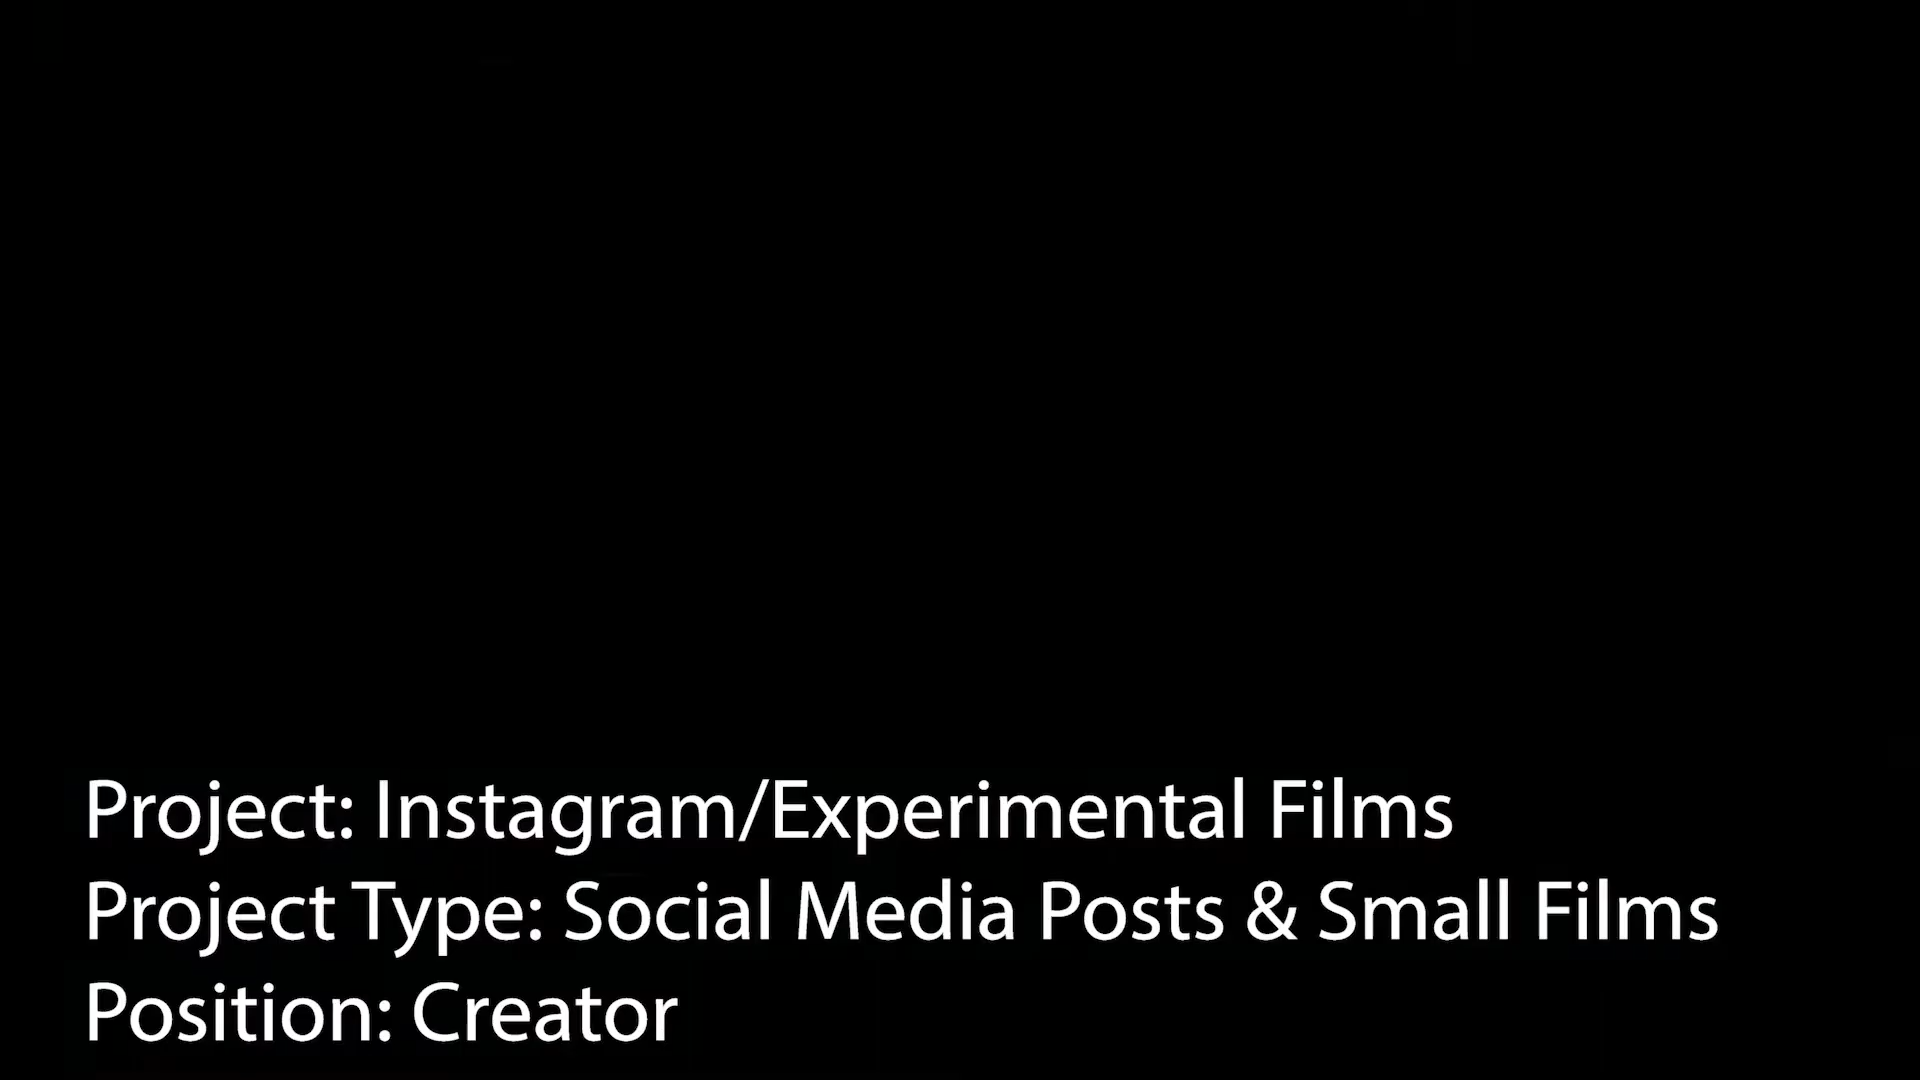 Project: Instagram/Experimental Films
Project Type: Social Media Posts & Small Films
Position: Creator